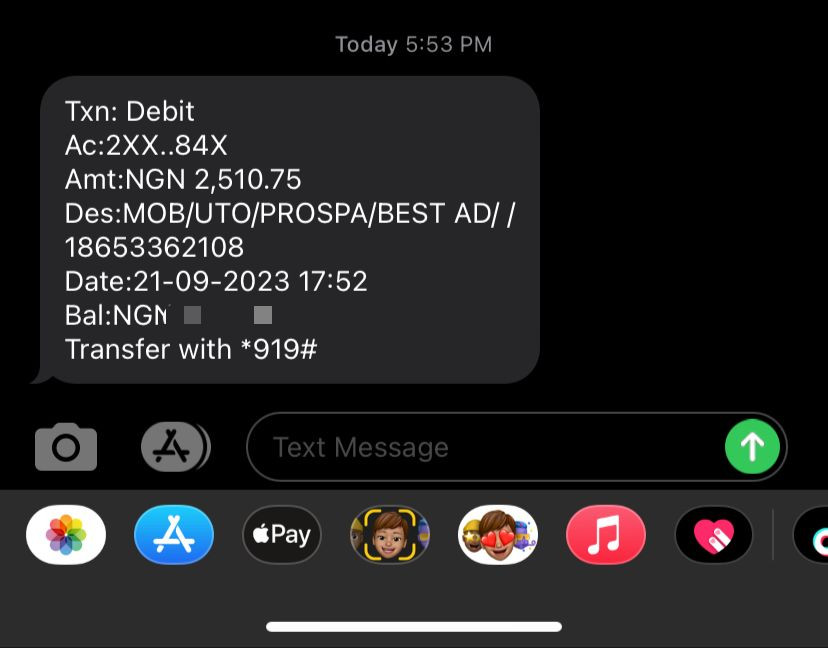 Today 5:53 PM
Txn: Debit
Ac:2XX..84X
Amt:NGN 2,510.75
Des:MOB/UTO/PROSPA/BEST AD/ /
18653362108
Date:21-09-2023 17:52
Bal:NGN
Transfer with *919#
Text Message
Pay